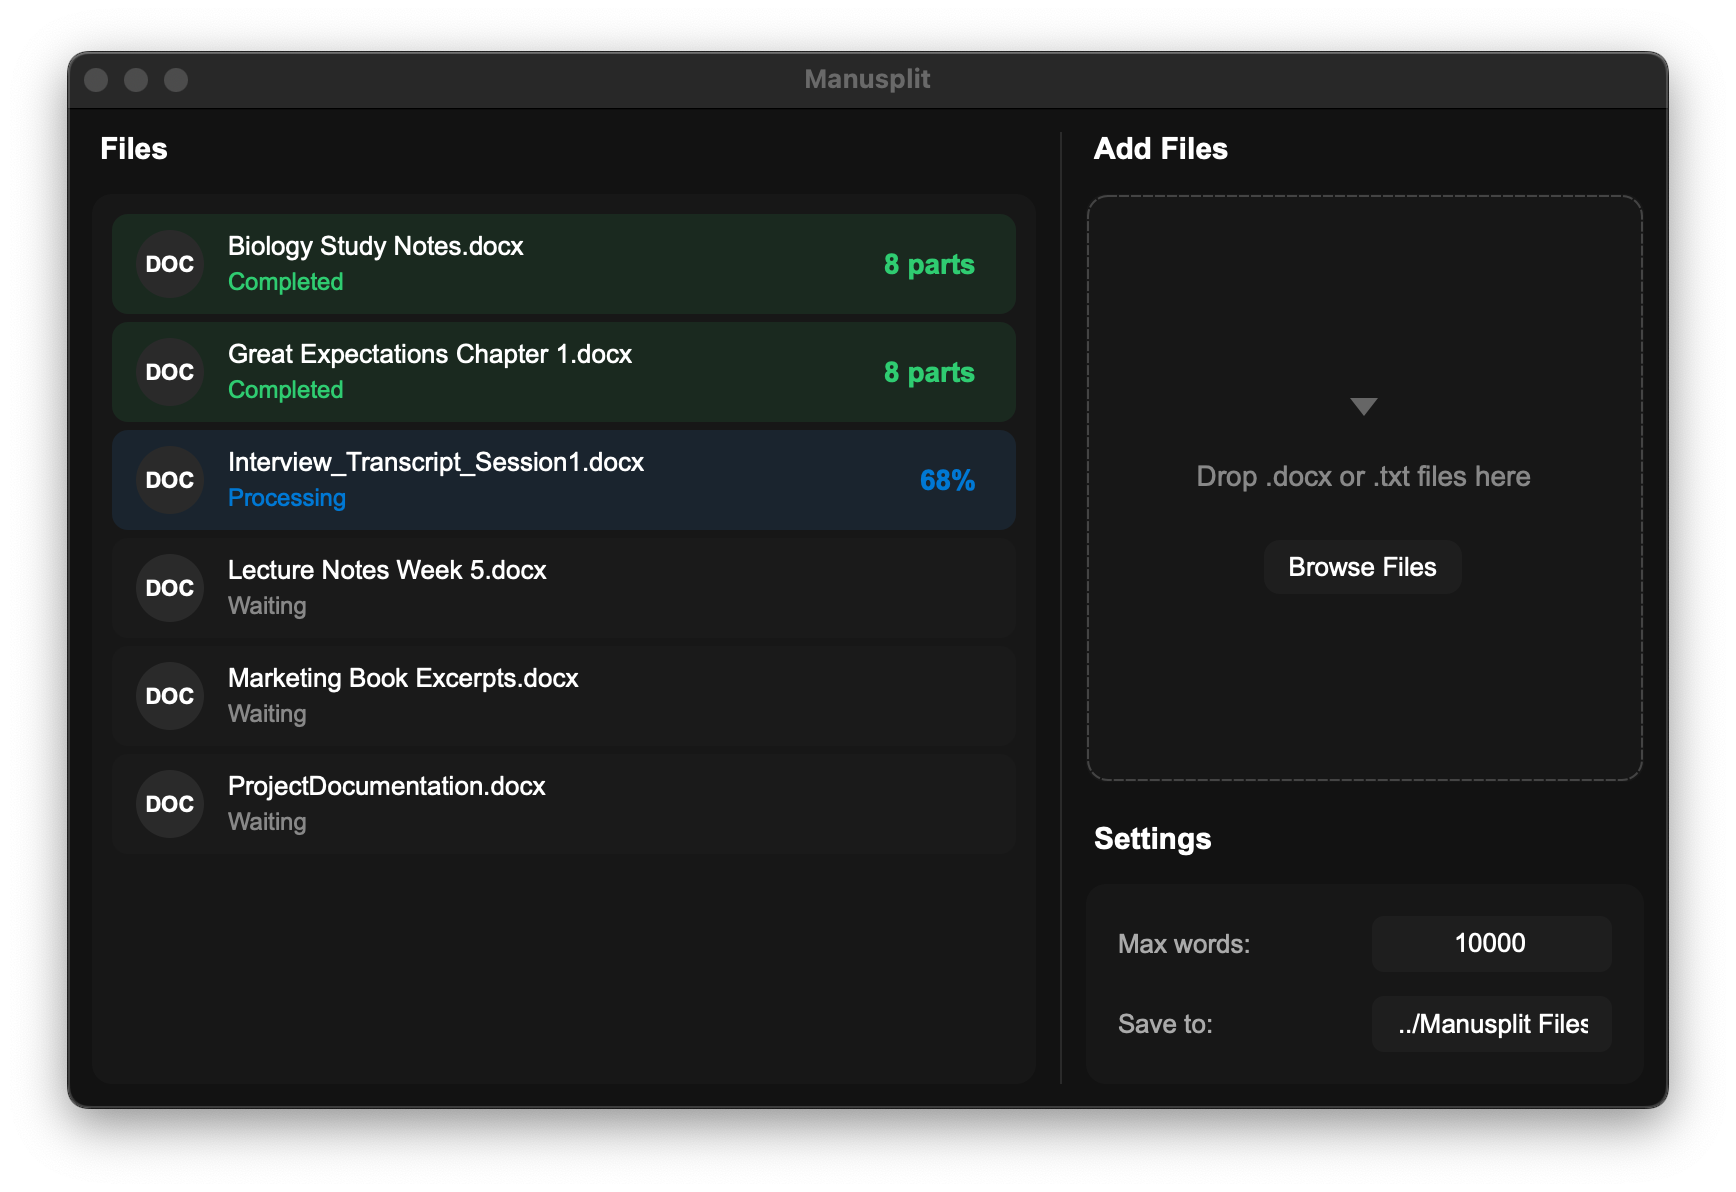 Manusplit
Files
DOC
Biology Study Notes.docx
Completed
8 parts
DOC
Great Expectations Chapter 1.docx
Completed
8 parts
DOC
Interview_Transcript_Session1.docx
Processing
68%
DOC
Lecture Notes Week 5.docx
Waiting
DOC
Marketing Book Excerpts.docx
Waiting
DOC
ProjectDocumentation.docx
Waiting
Add Files
Drop .docx or .txt files here
Browse Files
Settings
Max words:
10000
Save to:
../Manusplit Files